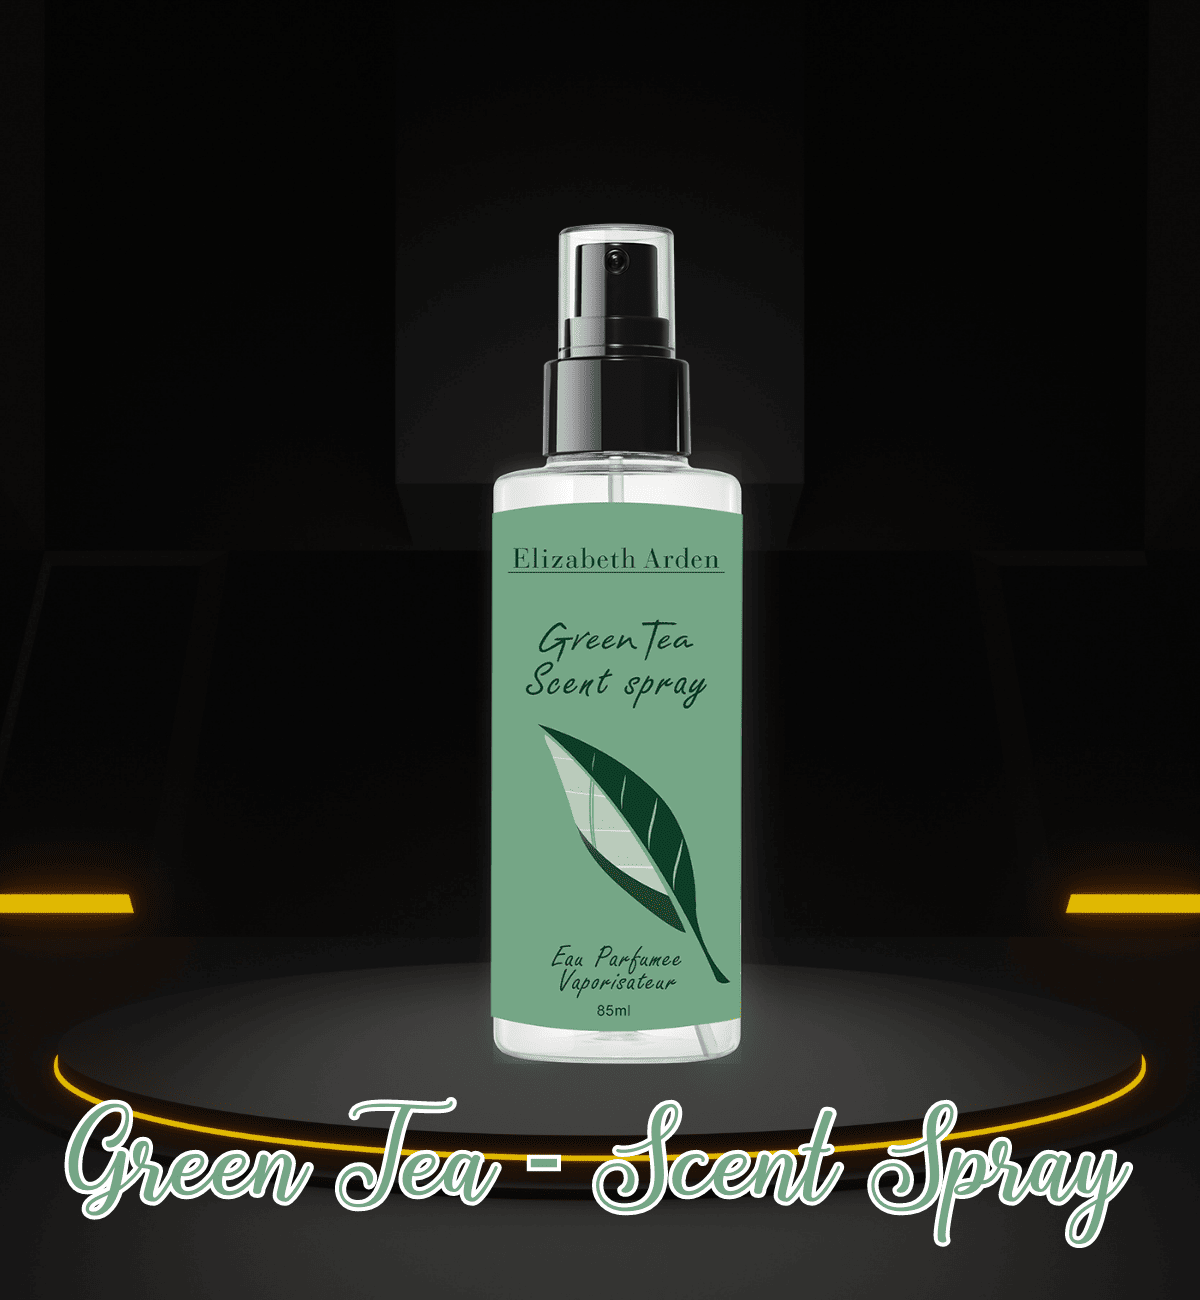 Elizabeth Arden
Green Tea
Scent spray
Eau Parfumee
Vaporisateur
85ml
Green Tea - Scent Spray